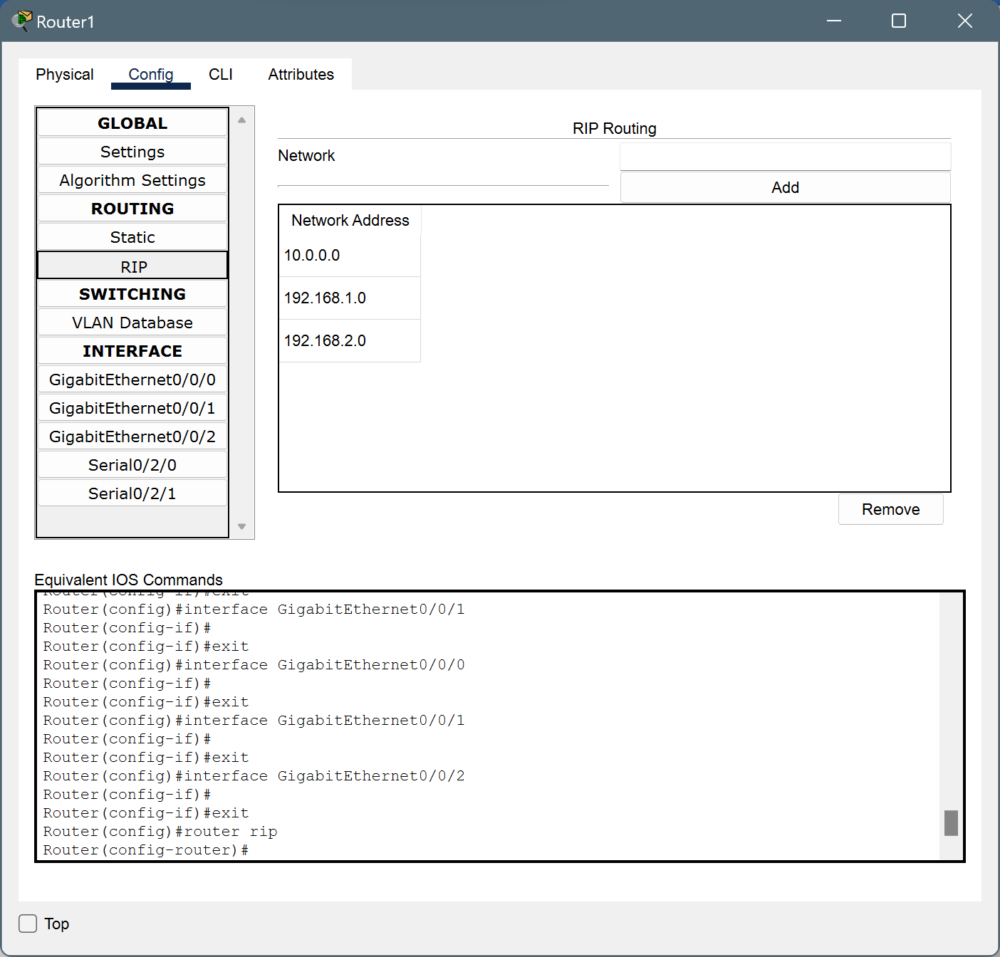 Router1
Physical
Config
CLI
Attributes
GLOBAL
Settings
Algorithm Settings
ROUTING
Static
RIP
SWITCHING
VLAN Database
INTERFACE
GigabitEthernet0/0/0
GigabitEthernet0/0/1
GigabitEthernet0/0/2
Serial0/2/0
Serial0/2/1
RIP Routing
Network
Add
Network Address
10.0.0.0
192.168.1.0
192.168.2.0
Remove
Equivalent IOS Commands
Router(config-if)#exit
Router(config)#interface GigabitEthernet0/0/1
Router(config-if)#
Router(config-if)#exit
Router(config)#interface GigabitEthernet0/0/0
Router(config-if)#
Router(config-if)#exit
Router(config)#interface GigabitEthernet0/0/1
Router(config-if)#
Router(config-if)#exit
Router(config)#interface GigabitEthernet0/0/2
Router(config-if)#
Router(config-if)#exit
Router(config)#router rip
Router(config-router)#
Top